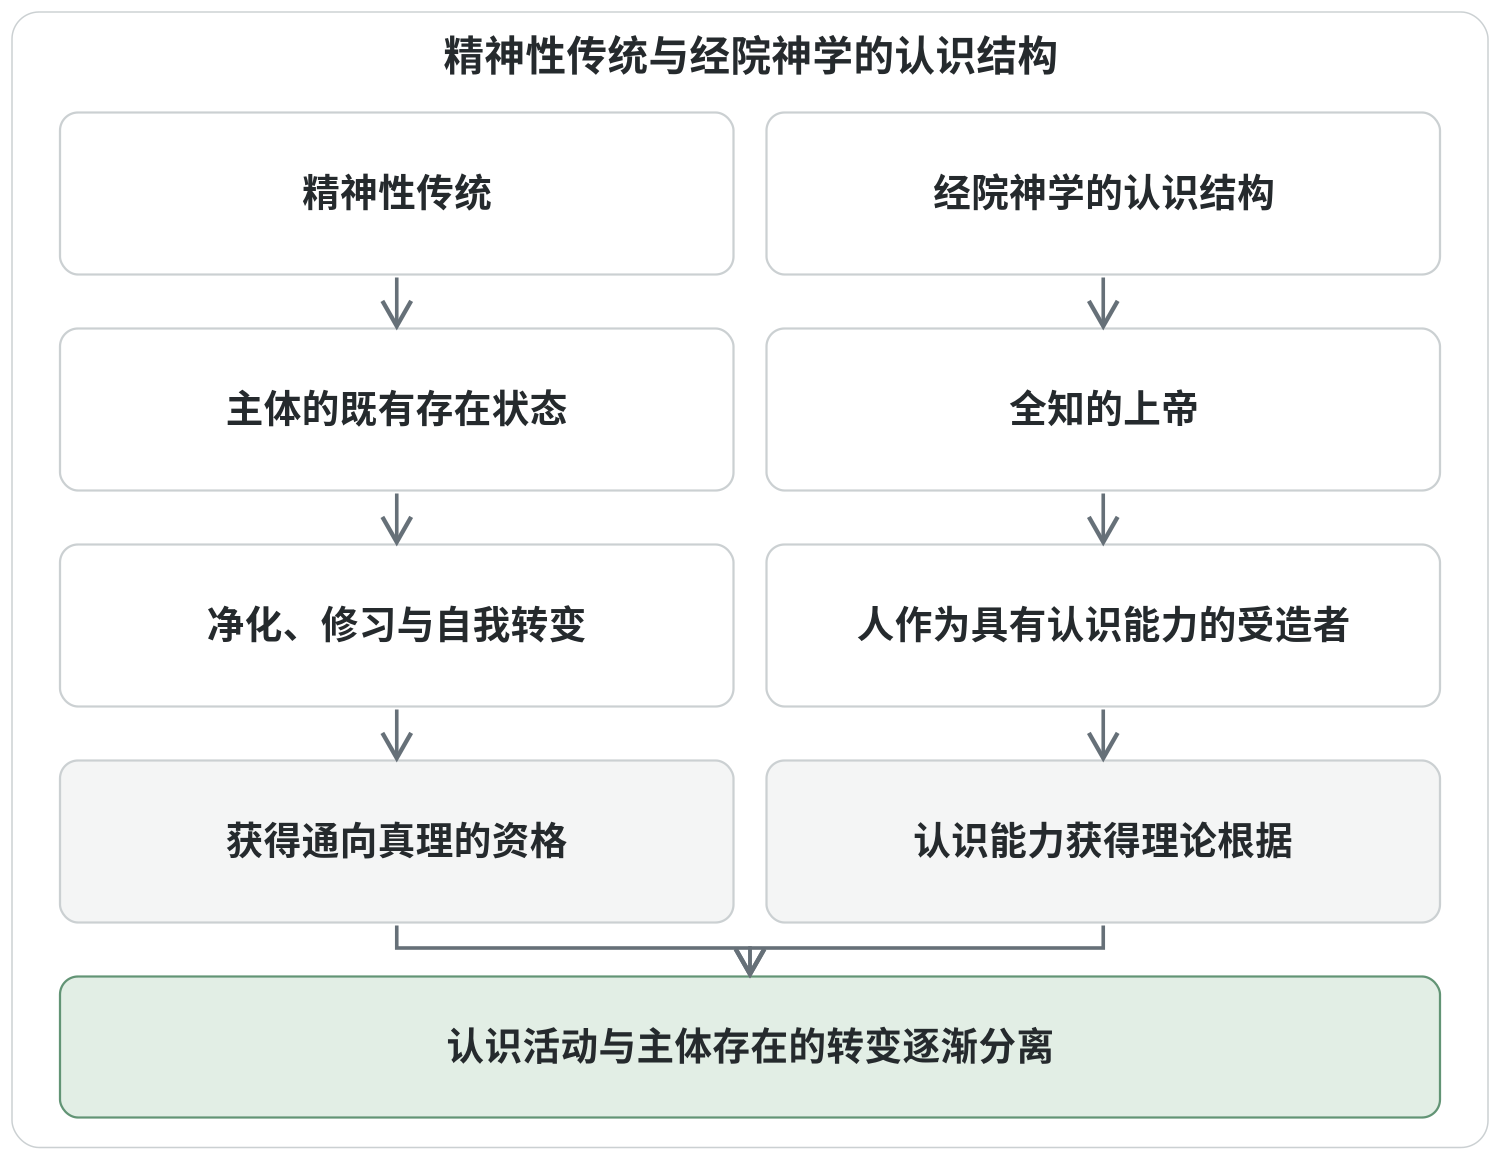 精神性传统与经院神学的认识结构
精神性传统
经院神学的认识结构
主体的既有存在状态
全知的上帝
净化、修习与自我转变
人作为具有认识能力的受造者
获得通向真理的资格
认识能力获得理论根据
认识活动与主体存在的转变逐渐分离